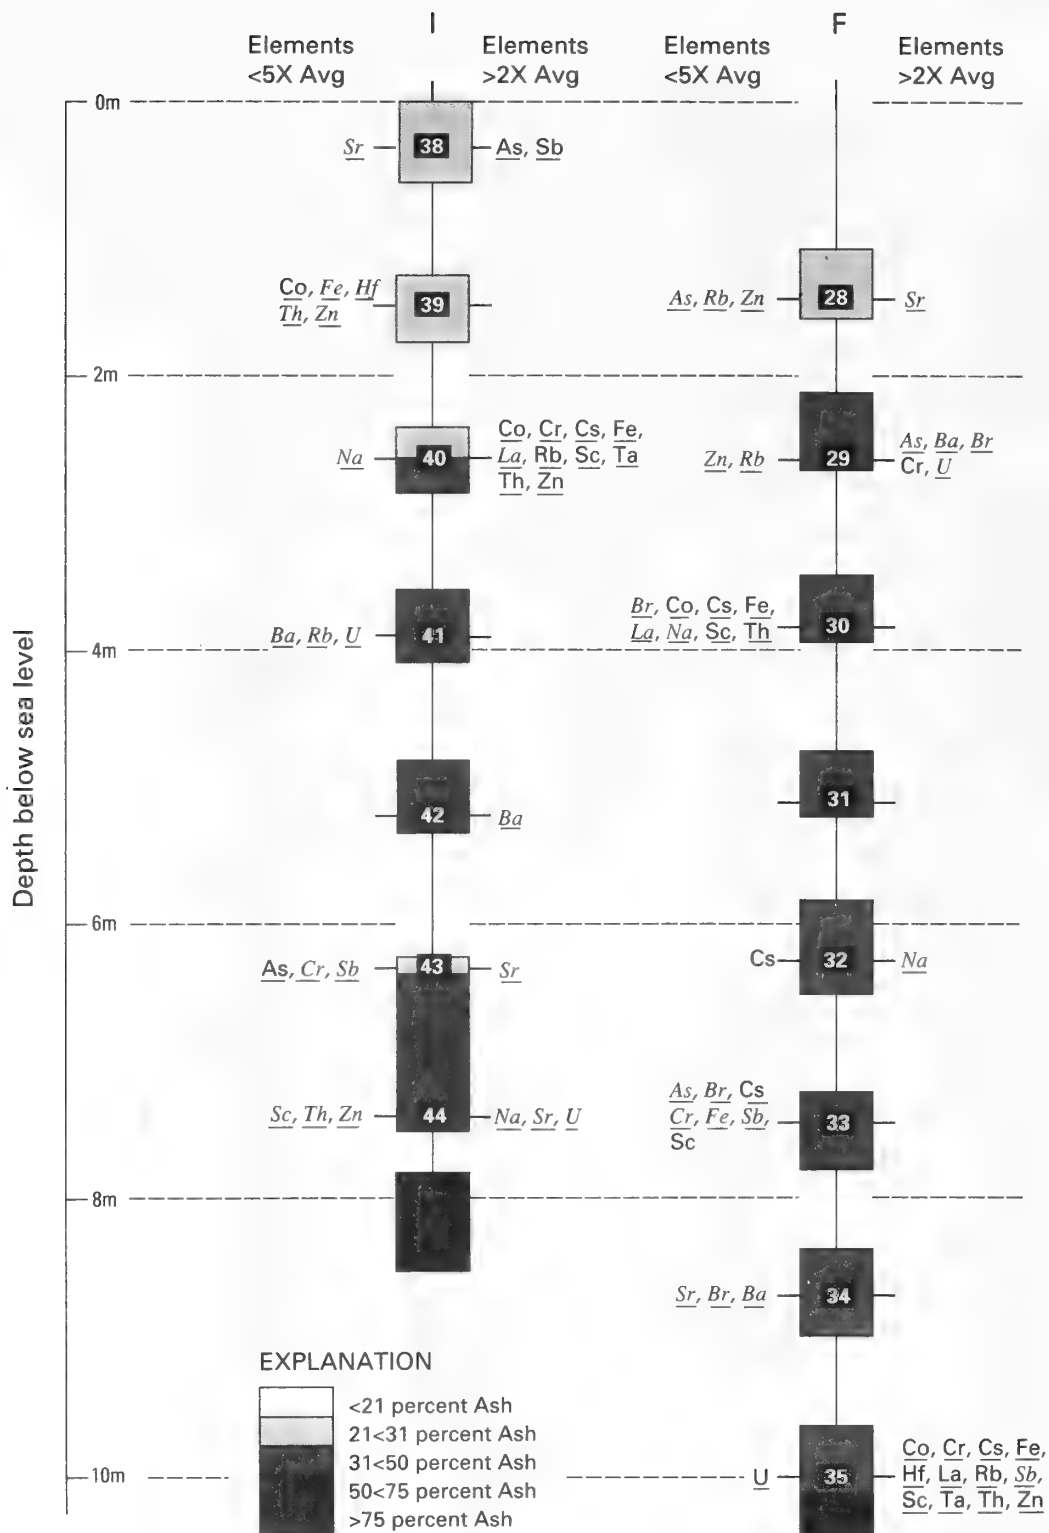 I
F
Elements
<5X Avg
Elements
>2X Avg
Elements
<5X Avg
Elements
>2X Avg
0m
Sr
38
As, Sb
Co, Fe, Hf
Th, Zn
39
As, Rb, Zn
28
Sr
2m
Na
40
Co, Cr, Cs, Fe,
La, Rb, Sc, Ta
Th, Zn
Zn, Rb
29
As, Ba, Br
Cr, U
Ba, Rb, U
41
Br, Co, Cs, Fe,
La, Na, Sc, Th
30
4m
Depth below sea level
42
Ba
31
6m
As, Cr, Sb
43
Sr
Cs
32
Na
Sc, Th, Zn
44
Na, Sr, U
As, Br, Cs
Cr, Fe, Sb,
Sc
33
8m
Sr, Br, Ba
34
EXPLANATION
<21 percent Ash
21<31 percent Ash
31<50 percent Ash
50<75 percent Ash
>75 percent Ash
10m
U
35
Co, Cr, Cs, Fe,
Hf, La, Rb, Sb,
Sc, Ta, Th, Zn